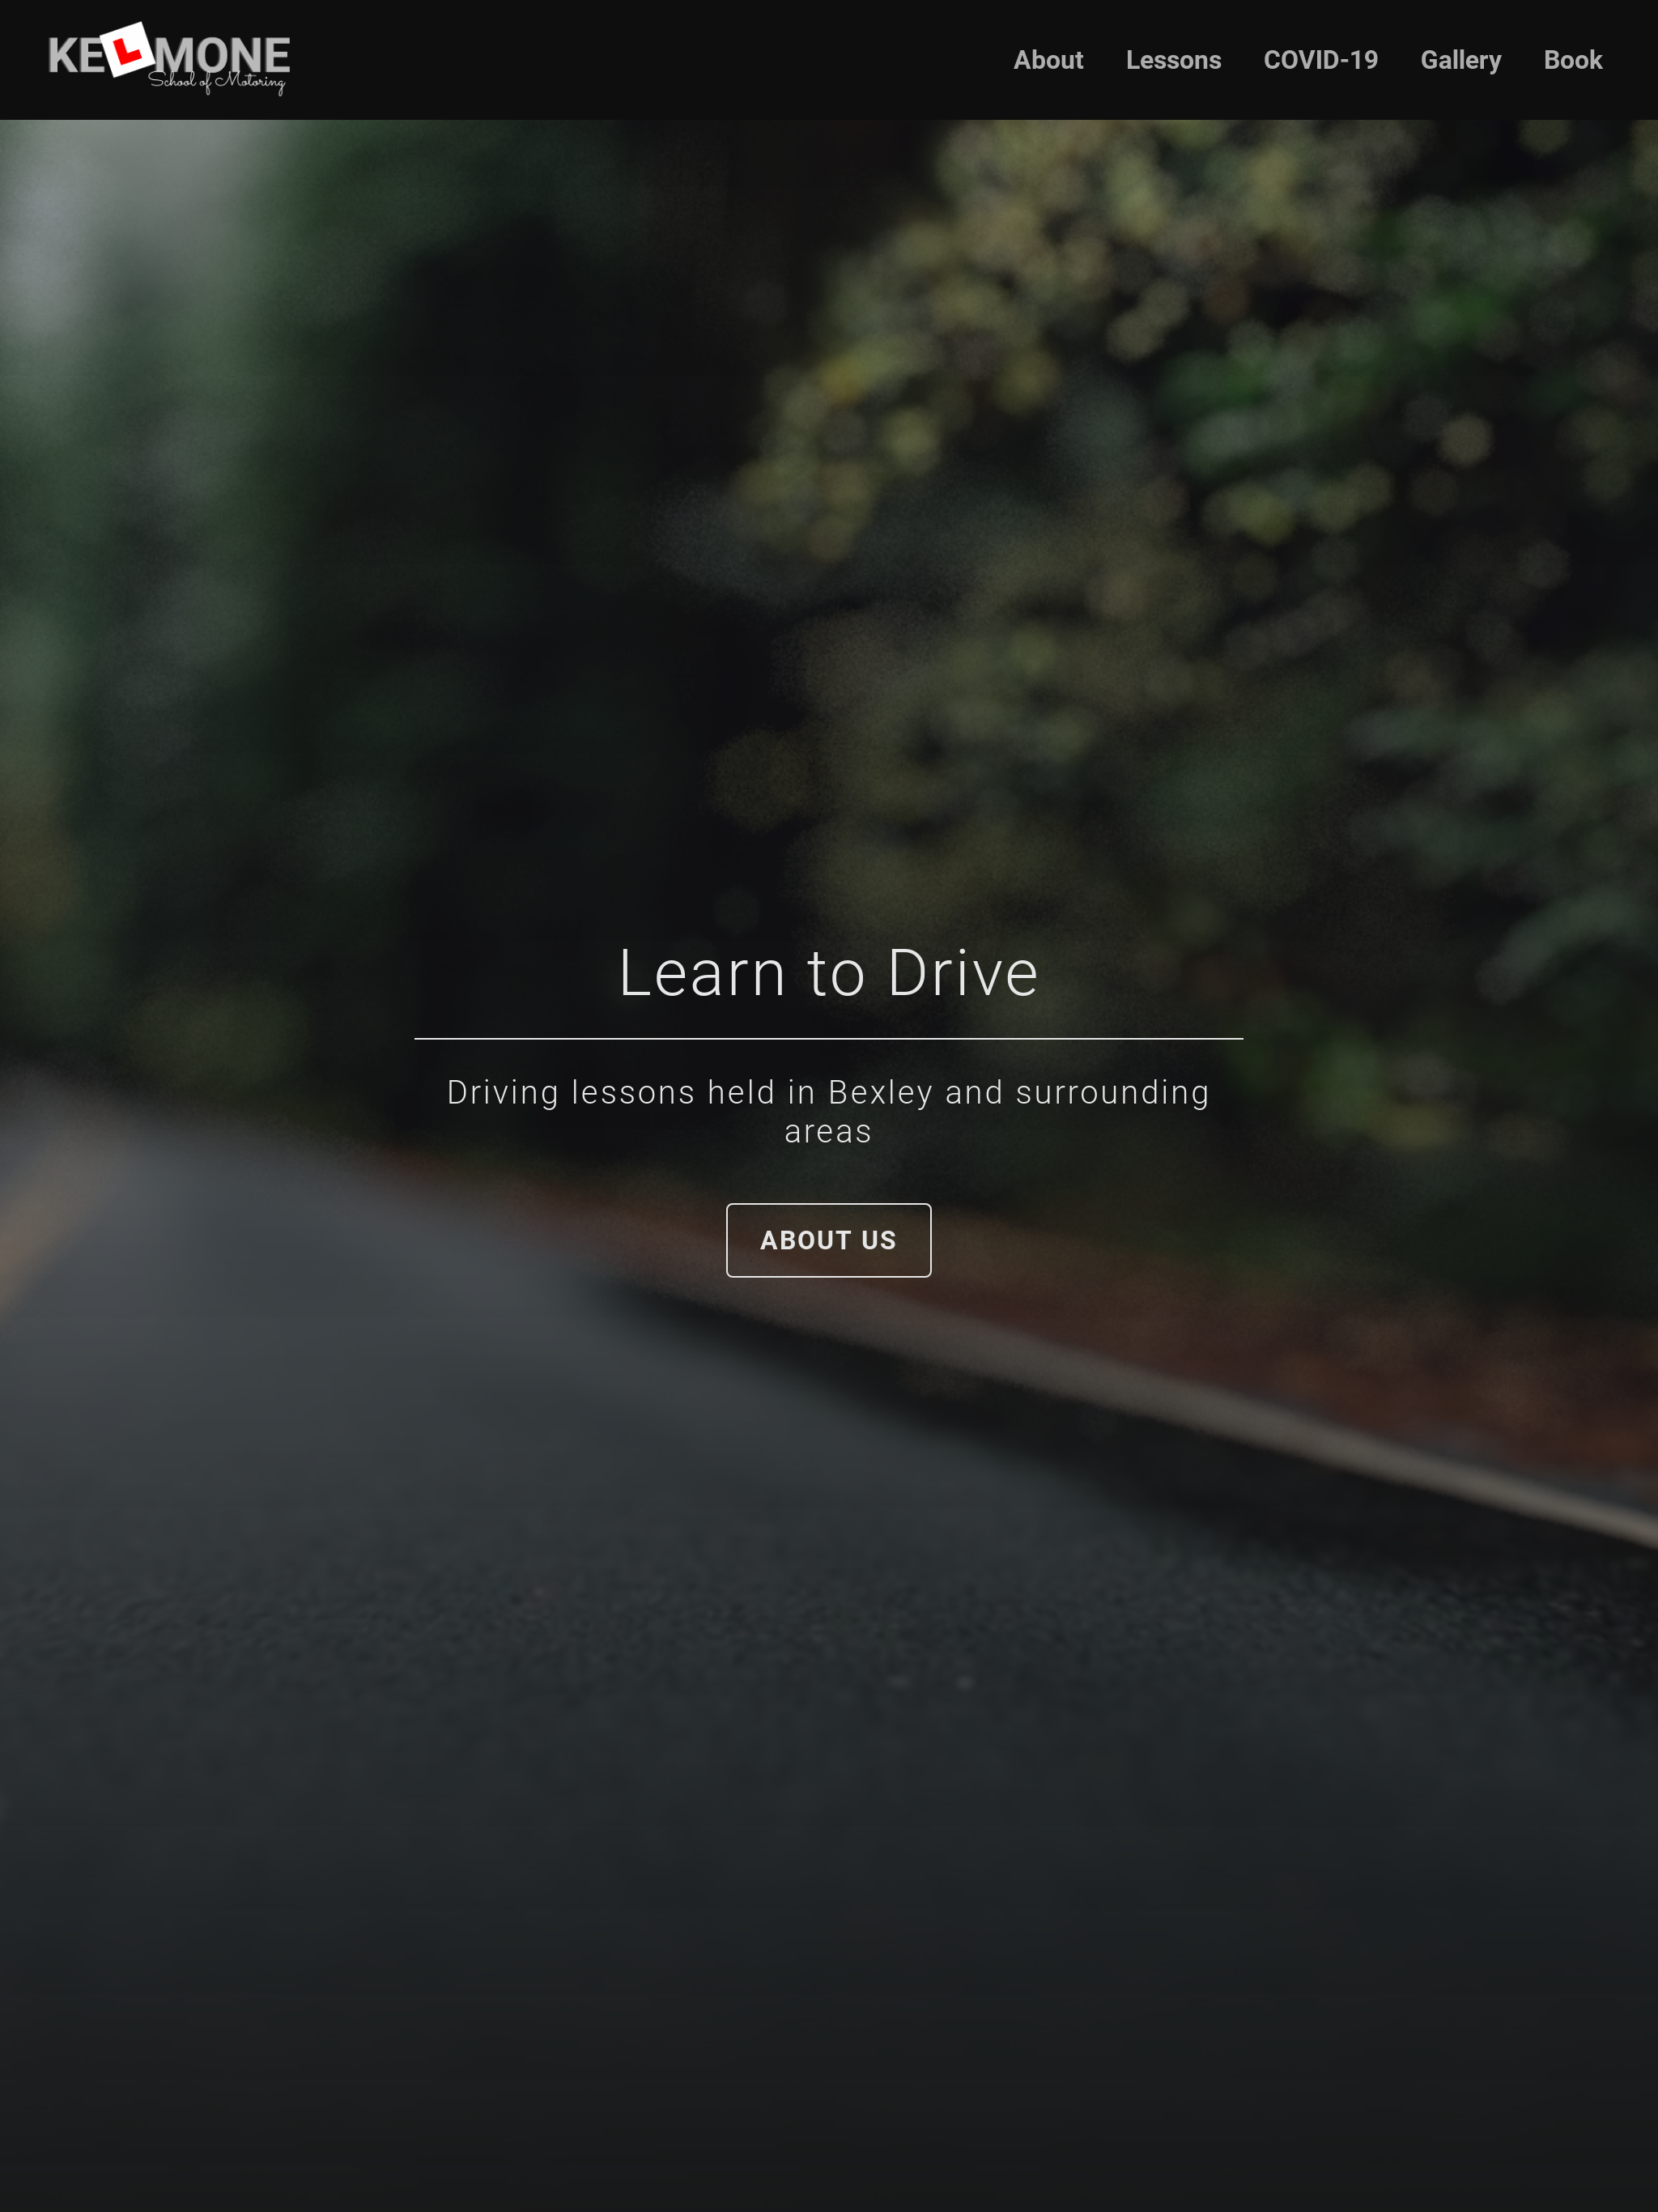 KELMONE
School of Motoring
About Lessons COVID-19 Gallery Book
Learn to Drive
Driving lessons held in Bexley and surrounding
areas
ABOUT US